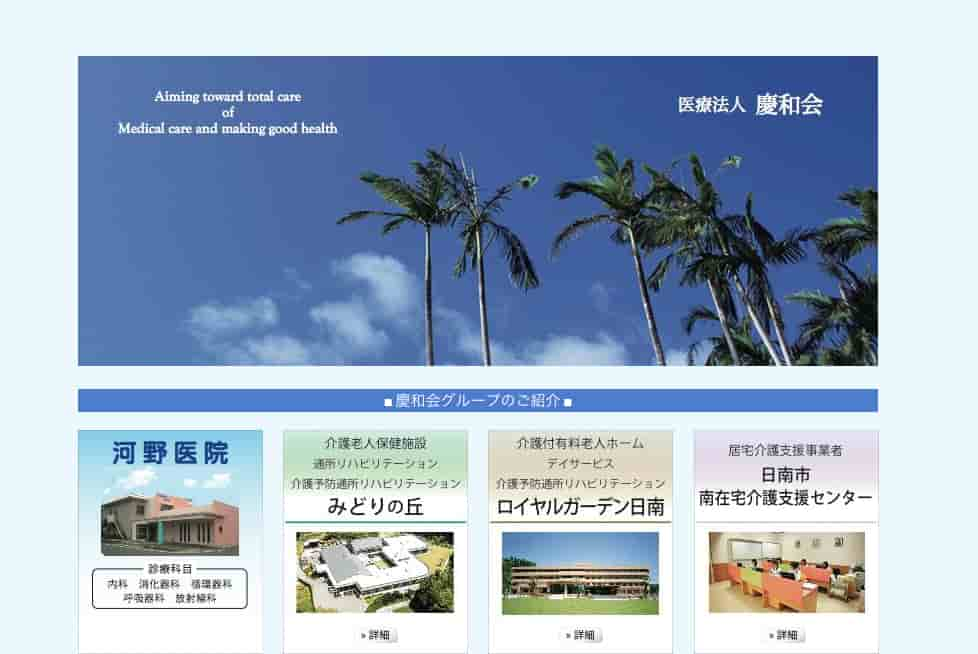 Aiming toward total care
of
Medical care and making good health
医療法人 慶和会
■ 慶和会グループのご紹介 ■
河野医院
診療科目
内科 消化器科 循環器科
呼吸器科 放射線科
介護老人保健施設
通所リハビリテーション
介護予防通所リハビリテーション
みどりの丘
» 詳細
介護付有料老人ホーム
デイサービス
介護予防通所リハビリテーション
ロイヤルガーデン日南
» 詳細
居宅介護支援事業者
日南市
南在宅介護支援センター
» 詳細